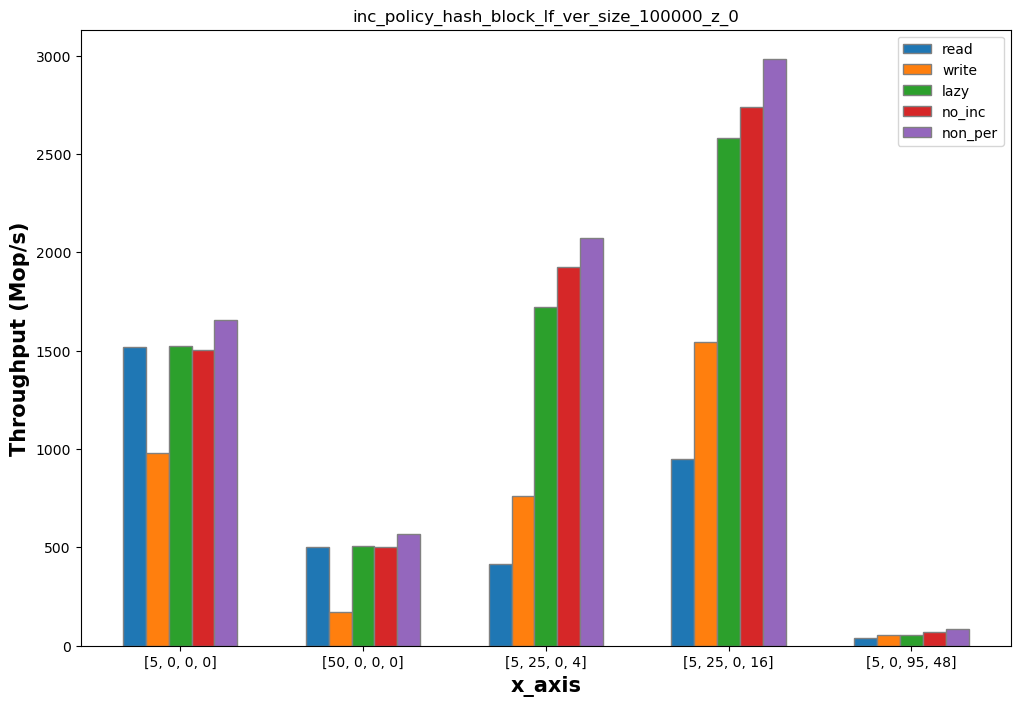 inc_policy_hash_block_lf_ver_size_100000_z_0
3000
2500
2000
1500
1000
500
0
Throughput (Mop/s)
read
write
lazy
no_inc
non_per
[5, 0, 0, 0]
[50, 0, 0, 0]
[5, 25, 0, 4]
[5, 25, 0, 16]
[5, 0, 95, 48]
x_axis